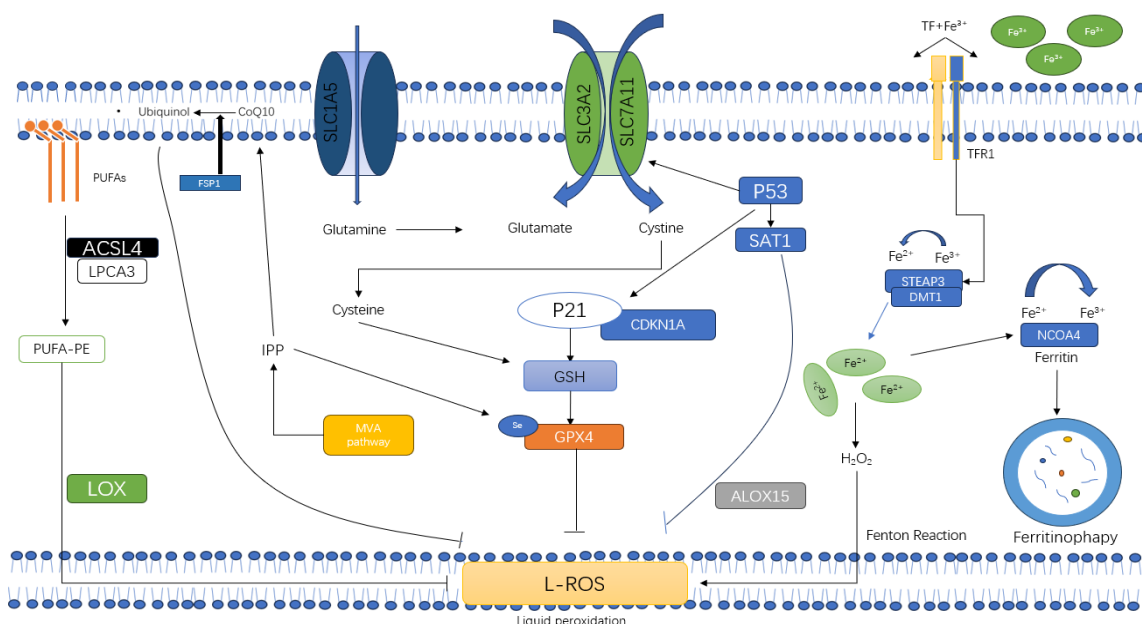 TF+Fe³⁺
Fe³⁺
Fe³⁺
Fe³⁺
SLC1A5
SLC3A2
SLC7A11
Ubiquinol
CoQ10
FSP1
TFR1
PUFAs
P53
SAT1
Glutamine
Glutamate
Cystine
ACSL4
LPCA3
Fe²⁺
Fe³⁺
STEAP3
DMT1
Cysteine
P21
CDKN1A
Fe²⁺
Fe³⁺
NCOA4
Ferritin
PUFA-PE
IPP
GSH
Fe²⁺
Fe²⁺
Fe²⁺
MVA
pathway
Se
GPX4
H₂O₂
LOX
ALOX15
Fenton Reaction
Ferritinophapy
L-ROS
Liquid peroxidation